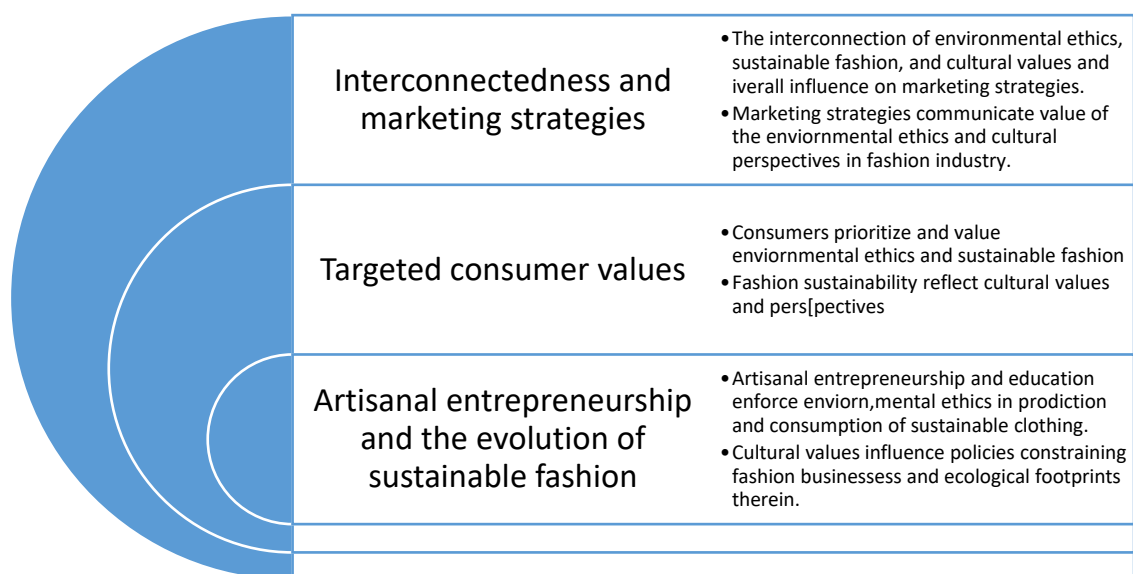 Interconnectedness and
marketing strategies
•The interconnection of environmental ethics,
sustainable fashion, and cultural values and
iverall influence on marketing strategies.
•Marketing strategies communicate value of
the enviornmental ethics and cultural
perspectives in fashion industry.
Targeted consumer values
•Consumers prioritize and value
enviornmental ethics and sustainable fashion
•Fashion sustainability reflect cultural values
and pers[pectives
Artisanal entrepreneurship
and the evolution of
sustainable fashion
•Artisanal entrepreneurship and education
enforce enviorn,mental ethics in prodiction
and consumption of sustainable clothing.
•Cultural values influence policies constraining
fashion businessess and ecological footprints
therein.